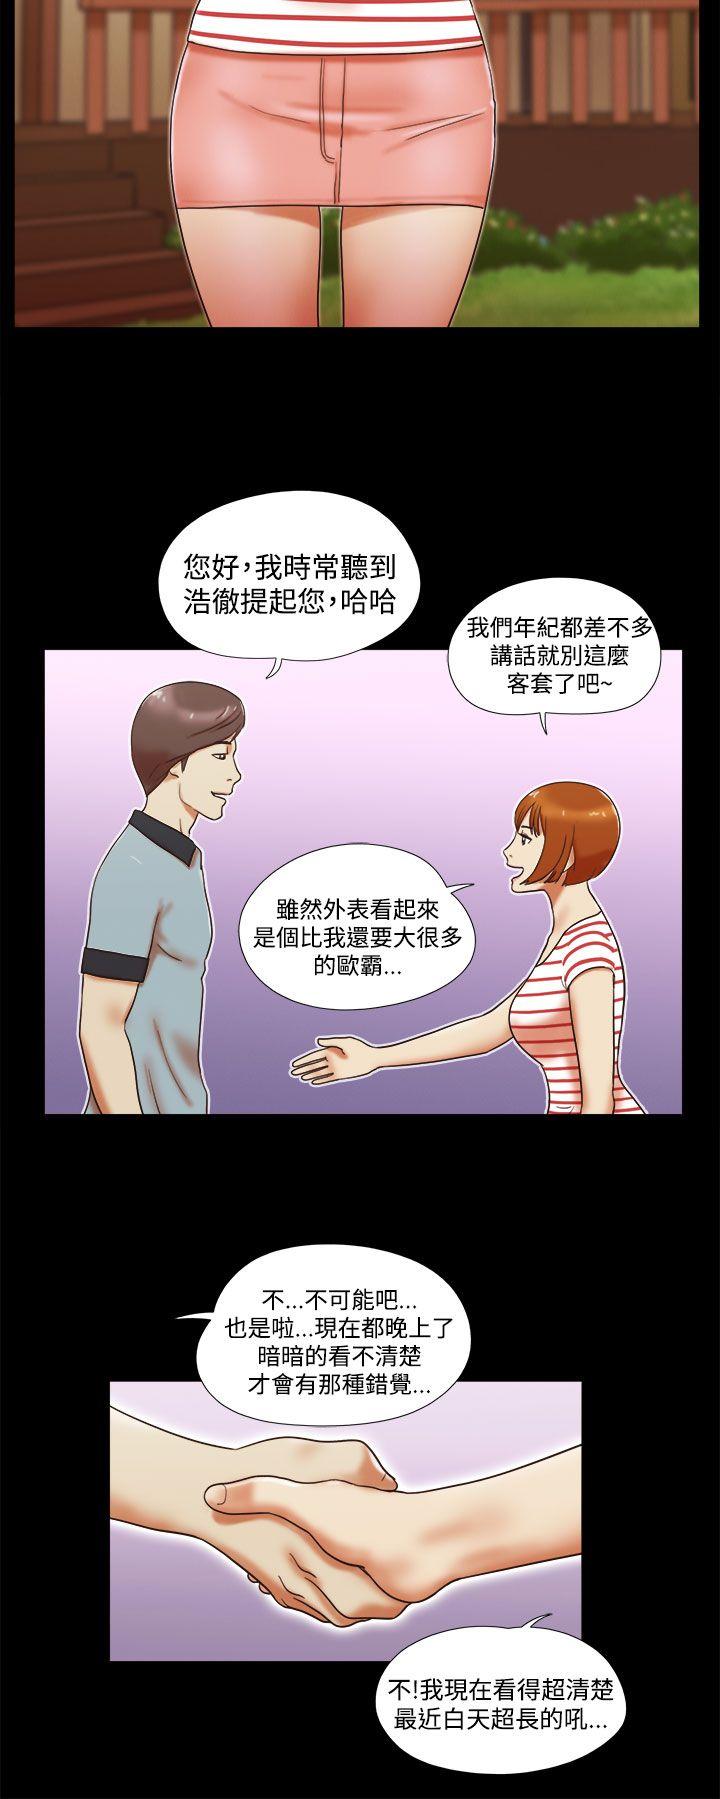 您好，我時常聽到
浩徹提起您，哈哈
我們年紀都差不多
講話就別這麼
客套了吧~
雖然外表看起來
是個比我還要大很多
的歐霸...
不...不可能吧...
也是啦...現在都晚上了
暗暗的看不清楚
才會有那種錯覺...
不!我現在看得超清楚
最近白天超長的吼...